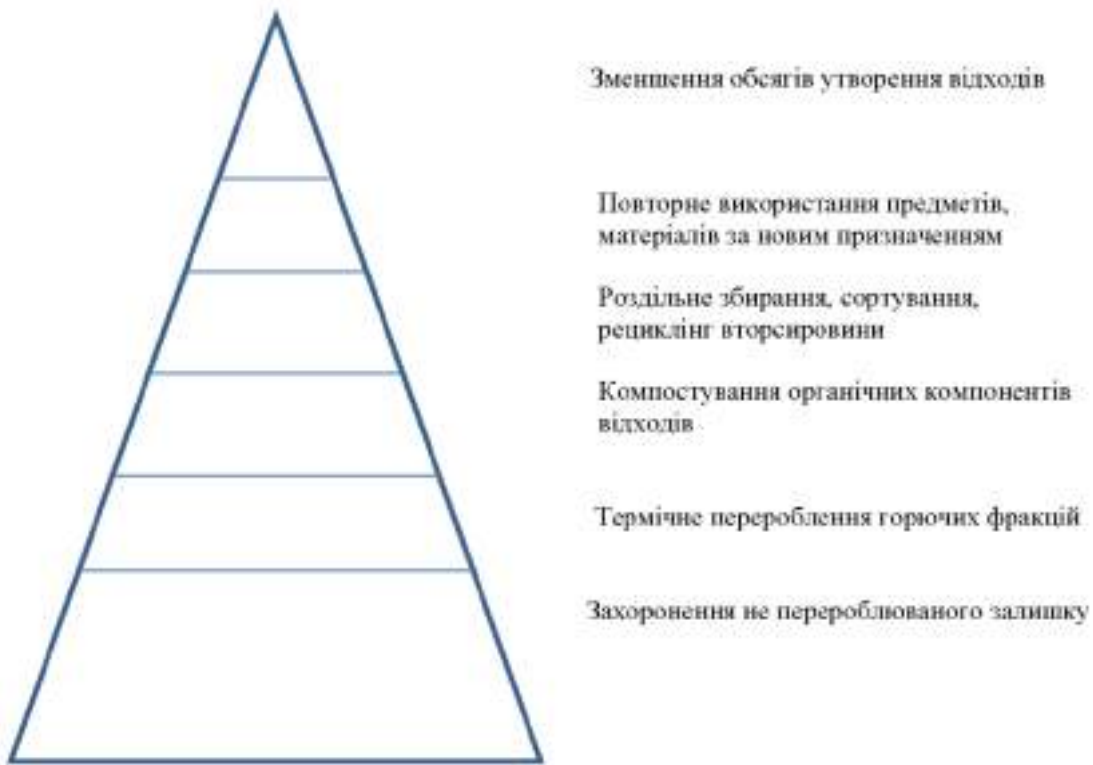 Зменшення обсягів утворення відходів
Повторне використання предметів,
матеріалів за новим призначенням
Роздільне збирання, сортування,
рециклінг вторсировини
Компостування органічних компонентів
відходів
Термічне перероблення горючих фракцій
Захоронення не перероблюваного залишку